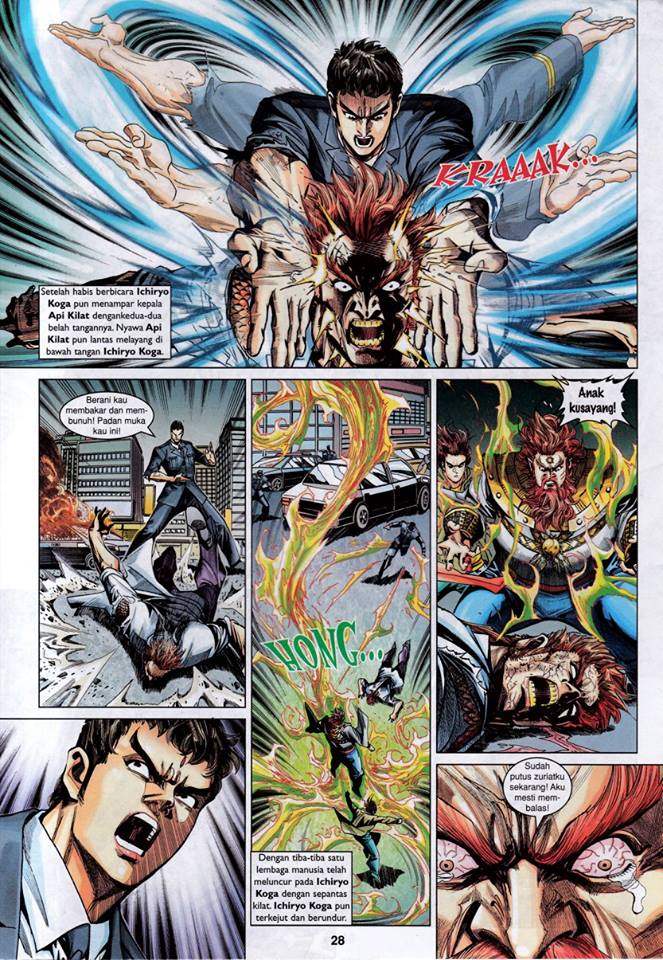 KRAAAK...
Setelah habis berbicara Ichiryo
Koga pun menampar kepala
Api Kilat dengankedua-dua
belah tangannya. Nyawa Api
Kilat pun lantas melayang di
bawah tangan Ichiryo Koga.
Berani kau
membakar dan mem-
bunuh! Padan muka
kau ini!
HONG...
Dengan tiba-tiba satu
lembaga manusia telah
meluncur pada Ichiryo
Koga dengan sepantas
kilat. Ichiryo Koga pun
terkejut dan berundur.
Anak
kusayang!
Sudah
putus zuriatku
sekarang! Aku
mesti mem-
balas!
28